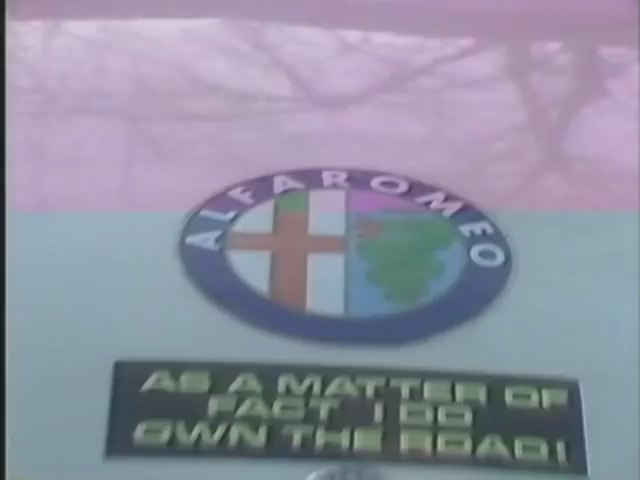 ALFA ROMEO
AS A MATTER OF
FACT I DO
OWN THE ROAD!